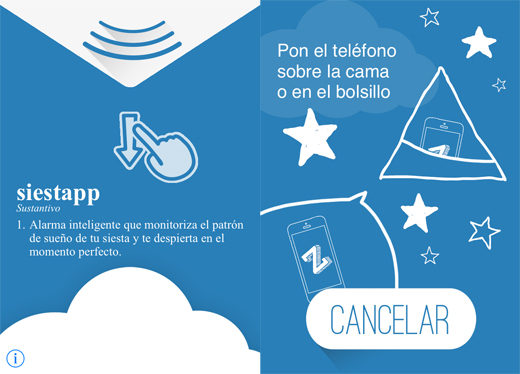 siestapp
Sustantivo
1. Alarma inteligente que monitoriza el patrón
de sueño de tu siesta y te despierta en el
momento perfecto.
i
Pon el teléfono
sobre la cama
o en el bolsillo
Z
Z
CANCELAR